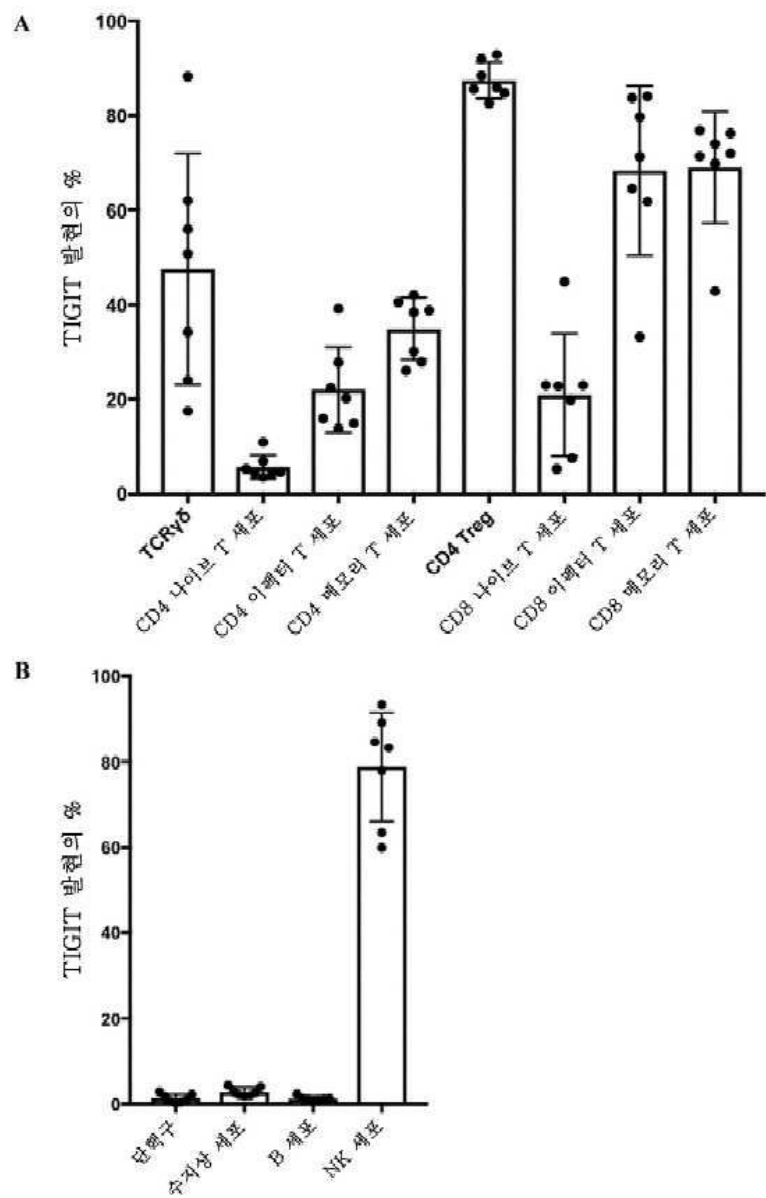 A
TIGIT 발현의 %
100
80
60
40
20
0
TCRγδ
CD4 나이브 T 세포
CD4 이펙터 T 세포
CD4 메모리 T 세포
CD4 Treg
CD8 나이브 T 세포
CD8 이펙터 T 세포
CD8 메모리 T 세포
B
TIGIT 발현의 %
100
80
60
40
20
0
단핵구
수지상 세포
B 세포
NK 세포